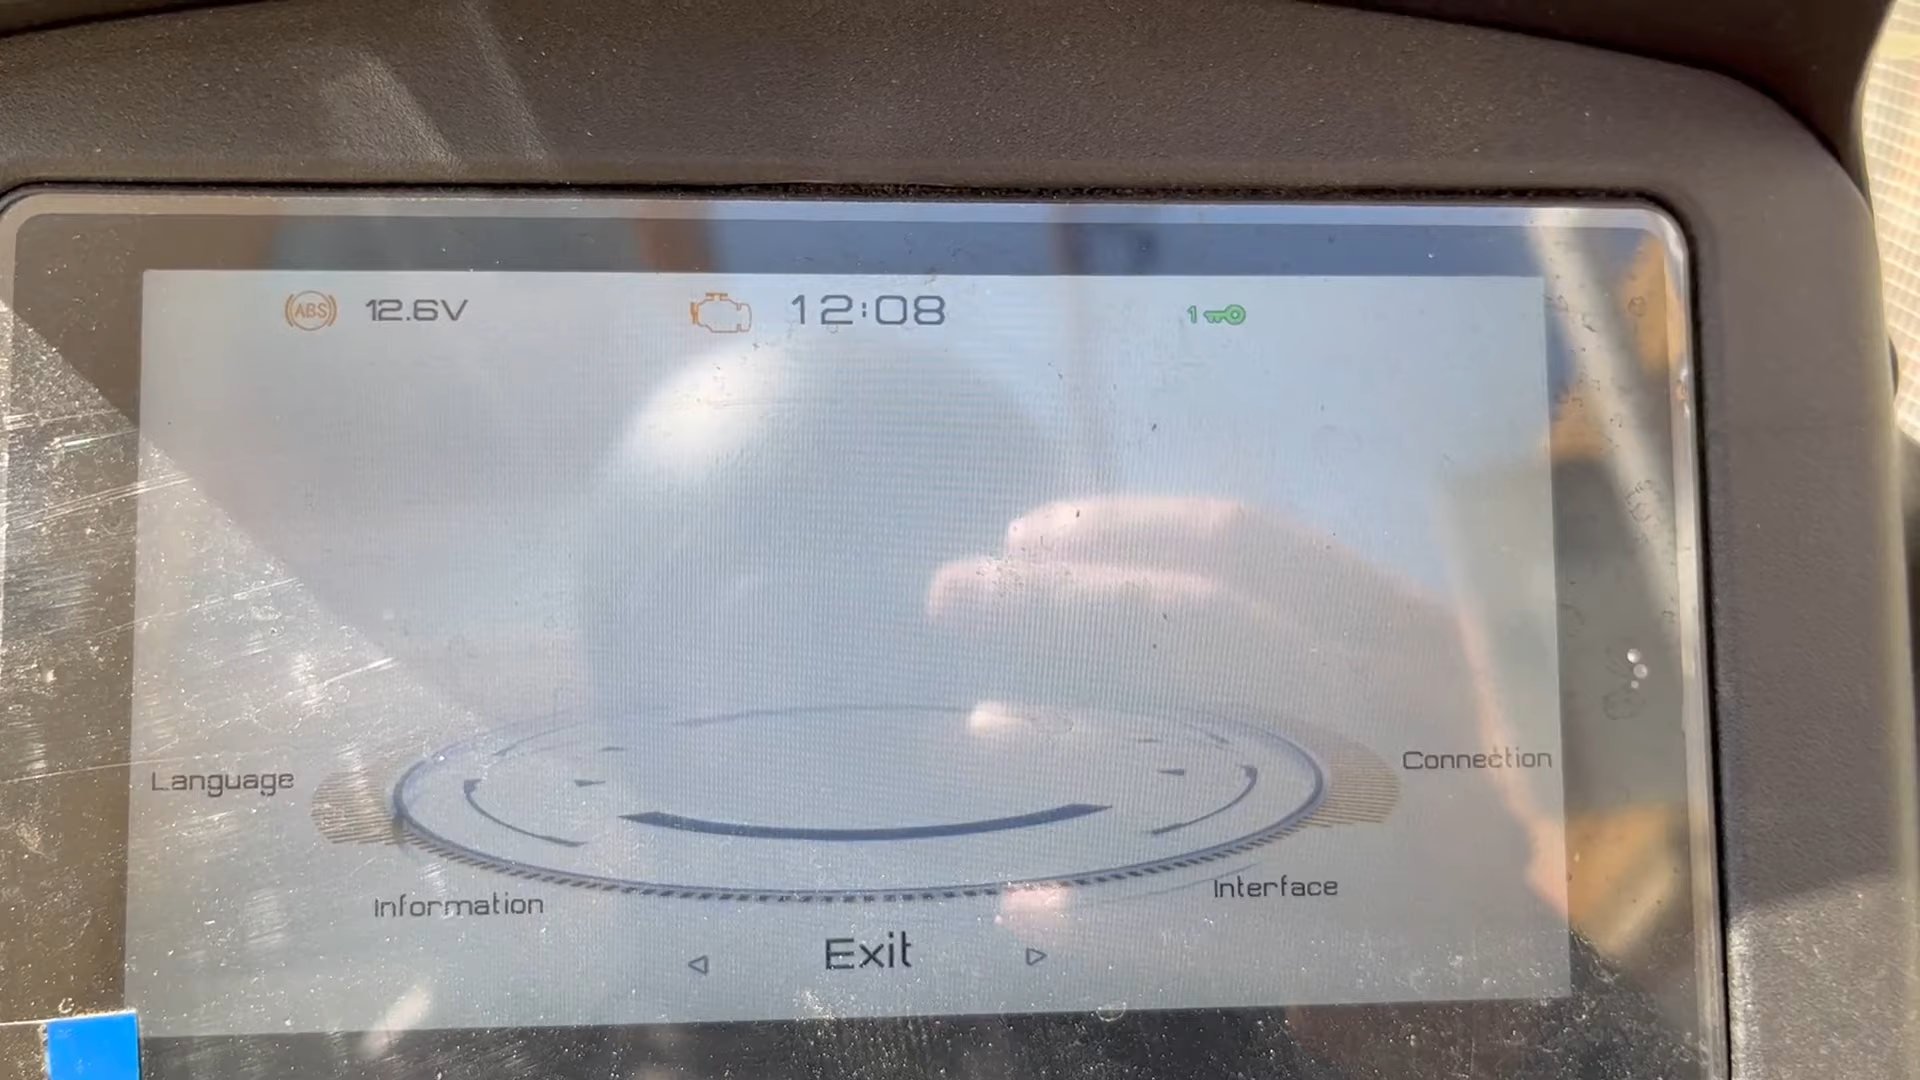 ABS 12.6V 12:08 1
Language
Connection
Information
Interface
Exit